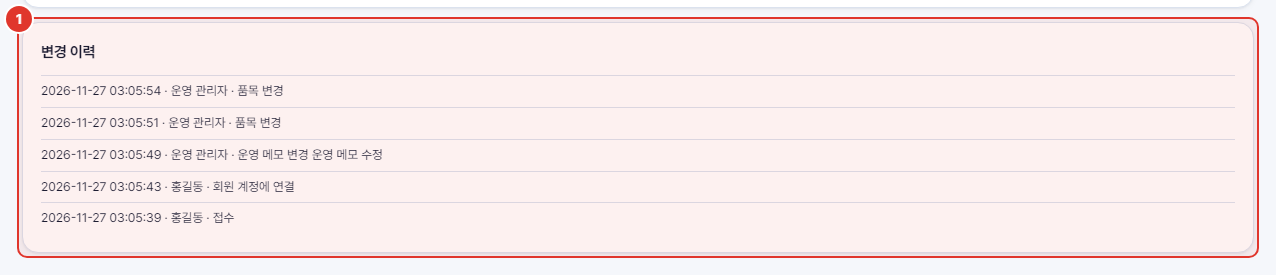 1
변경 이력
2026-11-27 03:05:54 · 운영 관리자 · 품목 변경
2026-11-27 03:05:51 · 운영 관리자 · 품목 변경
2026-11-27 03:05:49 · 운영 관리자 · 운영 메모 변경 운영 메모 수정
2026-11-27 03:05:43 · 홍길동 · 회원 계정에 연결
2026-11-27 03:05:39 · 홍길동 · 접수